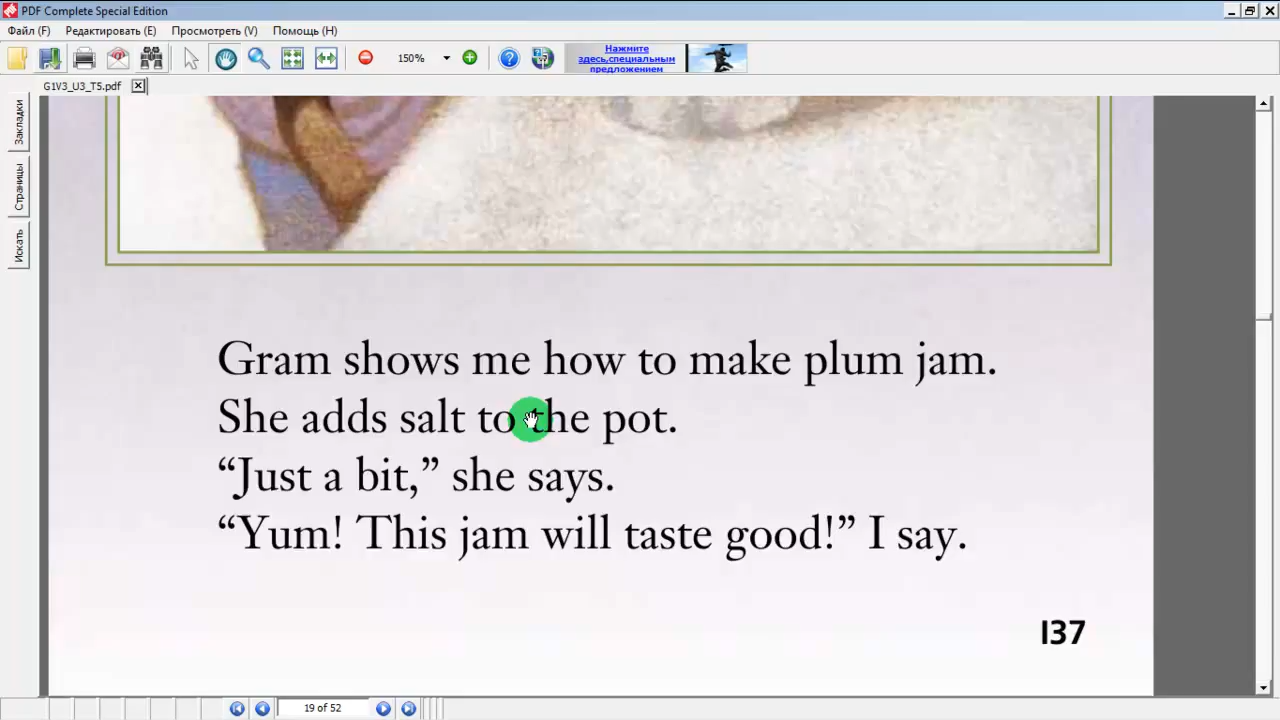 PDF Complete Special Edition
Файл (F) Редактировать (E) Просмотреть (V) Помощь (H)
150%
Нажмите
здесь,специальным
предложением
G1V3_U3_T5.pdf
Закладки
Страницы
Искать
Gram shows me how to make plum jam.
She adds salt to the pot.
“Just a bit,” she says.
“Yum! This jam will taste good!” I say.
137
19 of 52